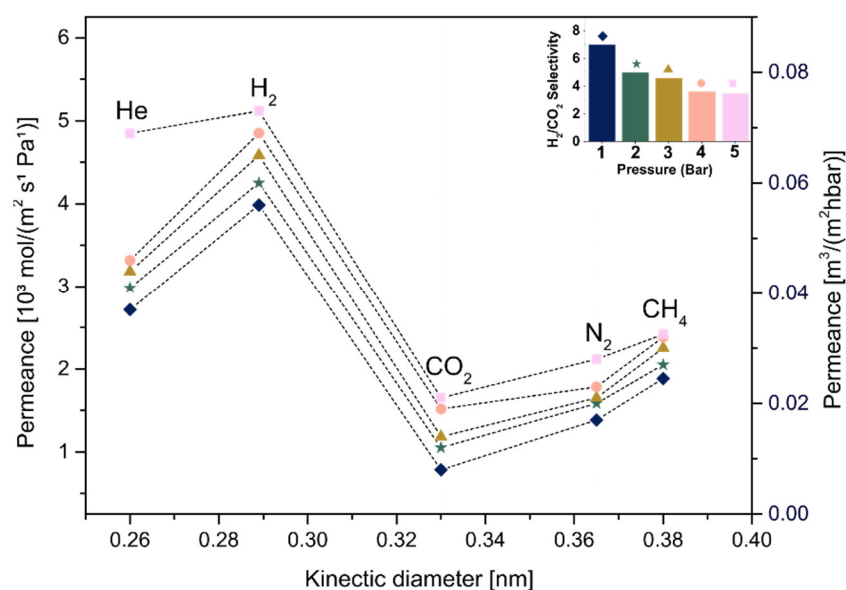 Permeance [10³ mol/(m² s¹ Pa¹)]
6
5
4
3
2
1
He
H₂
CO₂
N₂
CH₄
H₂/CO₂ Selectivity
8
6
4
2
0
1 2 3 4 5
Pressure (Bar)
0.08
0.06
0.04
0.02
0.00
Permeance [m³/(m²hbar)]
0.26 0.28 0.30 0.32 0.34 0.36 0.38 0.40
Kinectic diameter [nm]